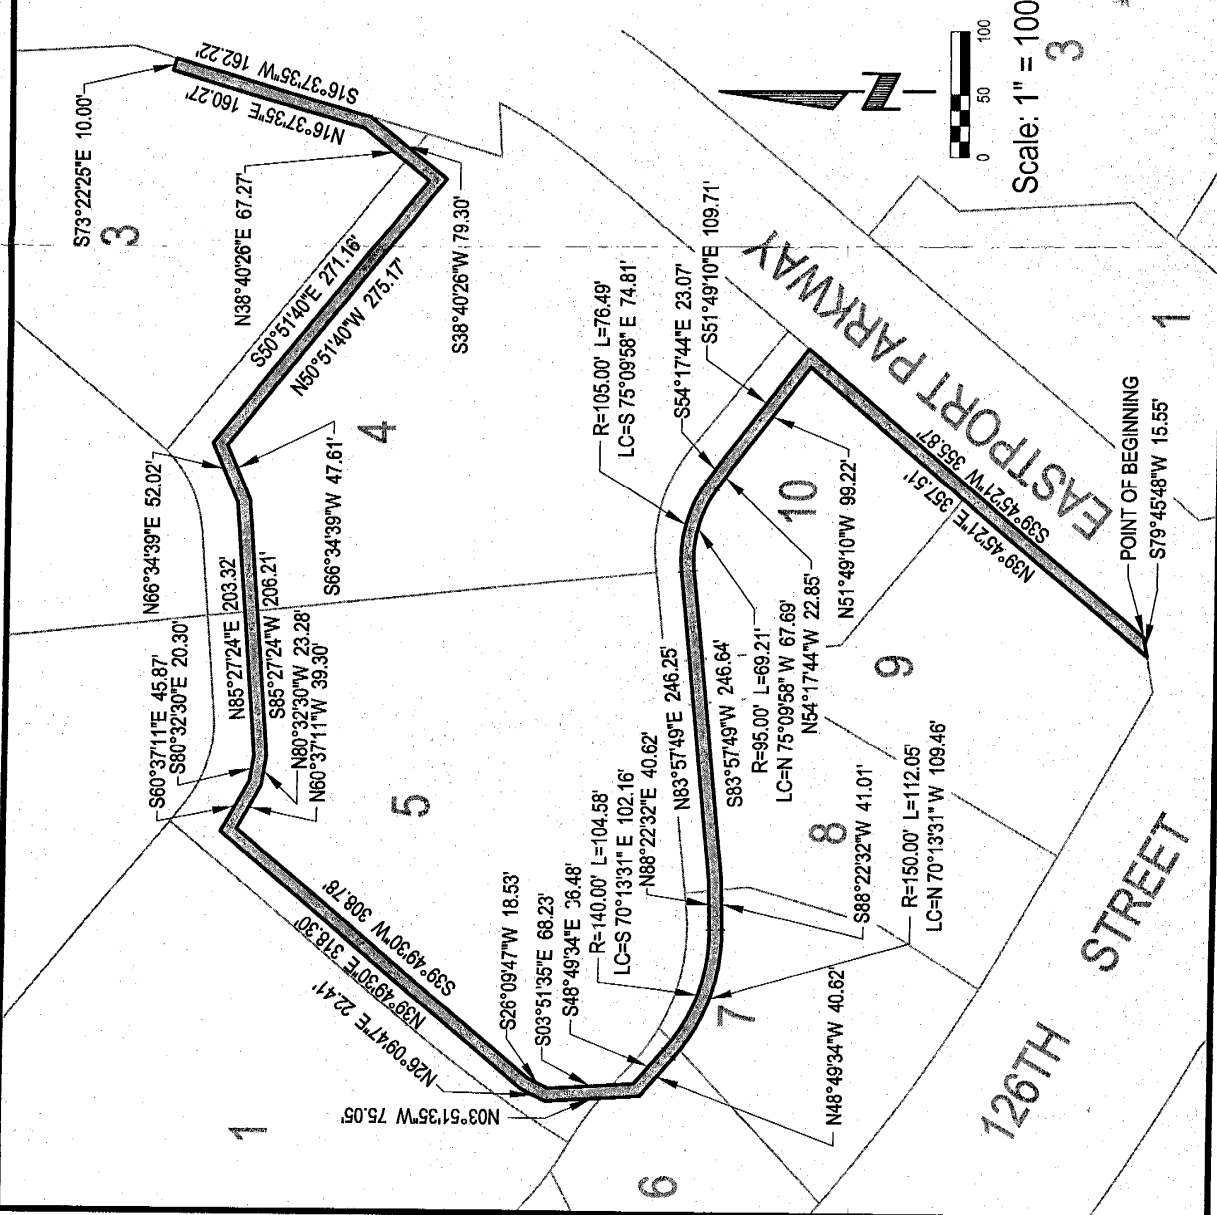 S73°22'25"E 10.00'
3
N16°37'35"E 160.27'
S16°37'35"W 162.22'
N38°40'26"E 67.27'
S38°40'26"W 79.30'
S50°51'40"E 271.16'
N50°51'40"W 275.17'
4
N66°34'39"E 52.02'
S66°34'39"W 47.61'
N85°27'24"E 203.32'
S85°27'24"W 206.21'
S60°37'11"E 45.87'
S80°32'30"E 20.30'
N80°32'30"W 23.28'
N60°37'11"W 39.30'
5
S39°49'30"W 308.78'
N39°49'30"E 318.30'
N26°09'47"E 22.41'
N03°51'35"W 75.05'
1
6
S26°09'47"W 18.53'
S03°51'35"E 68.23'
S48°49'34"E 36.48'
R=140.00' L=104.58'
LC=S 70°13'31" E 102.16'
N88°22'32"E 40.62'
N83°57'49"E 246.25'
S83°57'49"W 246.64'
R=105.00' L=76.49'
LC=S 75°09'58" E 74.81'
S54°17'44"E 23.07'
S51°49'10"E 109.71'
10
N51°49'10"W 99.22'
R=95.00' L=69.21'
LC=N 75°09'58" W 67.69'
N54°17'44"W 22.85'
9
8
7
S88°22'32"W 41.01'
R=150.00' L=112.05'
LC=N 70°13'31" W 109.46'
N48°49'34"W 40.62'
N39°45'21"E 357.51'
S39°45'21"W 355.87'
EASTPORT PARKWAY
POINT OF BEGINNING
S79°45'48"W 15.55'
1
126TH STREET
N
0 50 100
Scale: 1" = 100
3